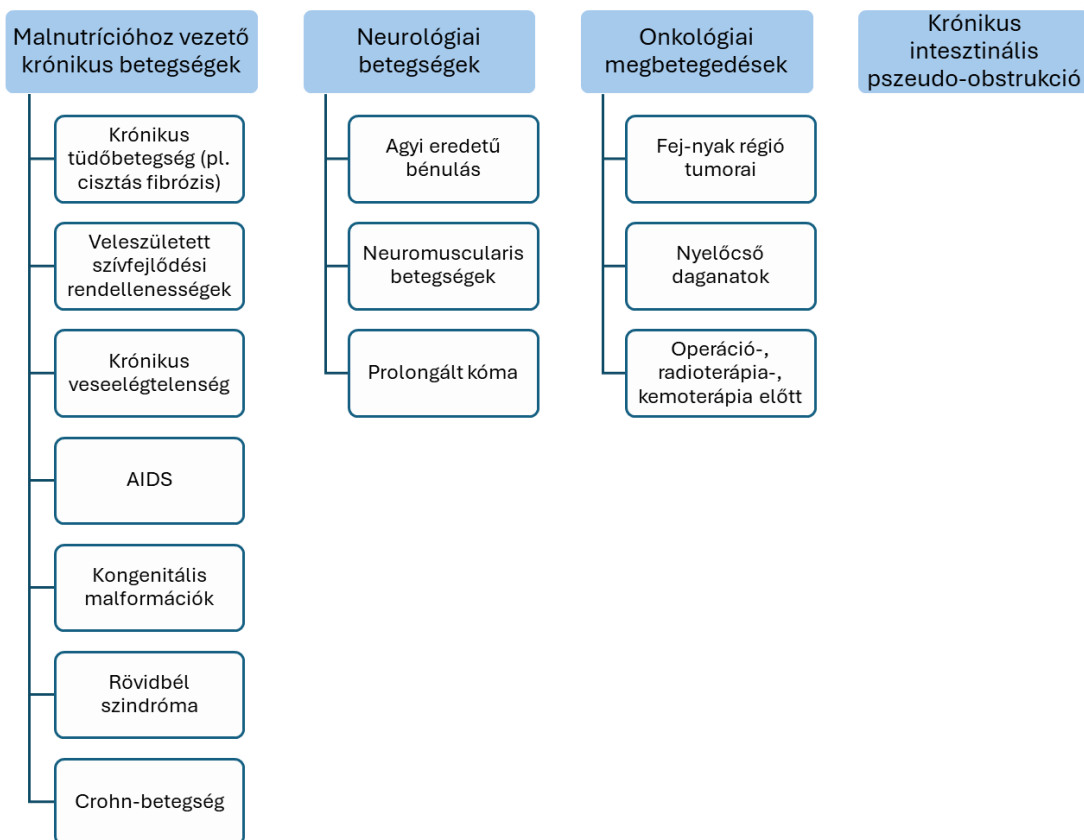 Malnutrícióhoz vezető
krónikus betegségek
Krónikus
tüdőbetegség (pl.
cisztás fibrózis)
Veleszületett
szívfejlődési
rendellenességek
Krónikus
veseelégtelenség
AIDS
Kongenitális
malformációk
Rövidbél
szindróma
Crohn-betegség
Neurológiai
betegségek
Agyi eredetű
bénulás
Neuromuscularis
betegségek
Prolongált kóma
Onkológiai
megbetegedések
Fej-nyak régió
tumorai
Nyelőcső
daganatok
Operáció-,
radioterápia-,
kemoterápia előtt
Krónikus
intesztinális
pszeudo-obstrukció